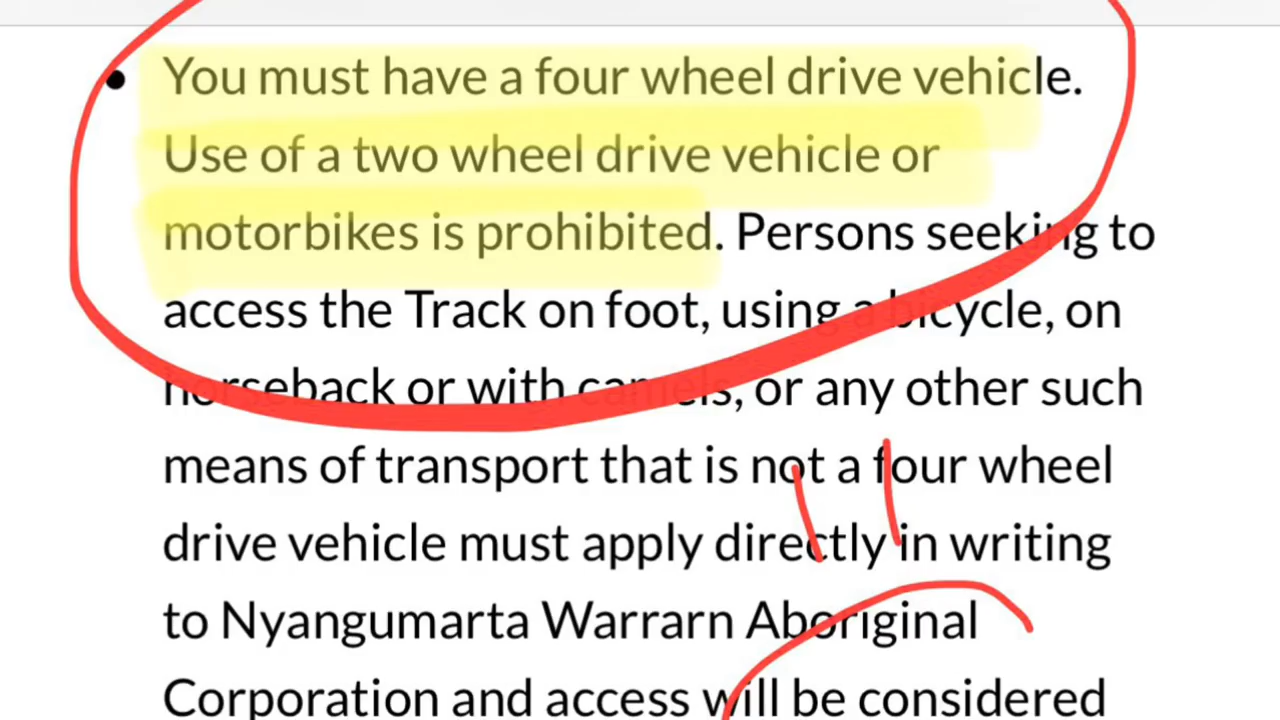 • You must have a four wheel drive vehicle.
Use of a two wheel drive vehicle or
motorbikes is prohibited. Persons seeking to
access the Track on foot, using a bicycle, on
horseback or with camels, or any other such
means of transport that is not a four wheel
drive vehicle must apply directly in writing
to Nyangumarta Warrarn Aboriginal
Corporation and access will be considered